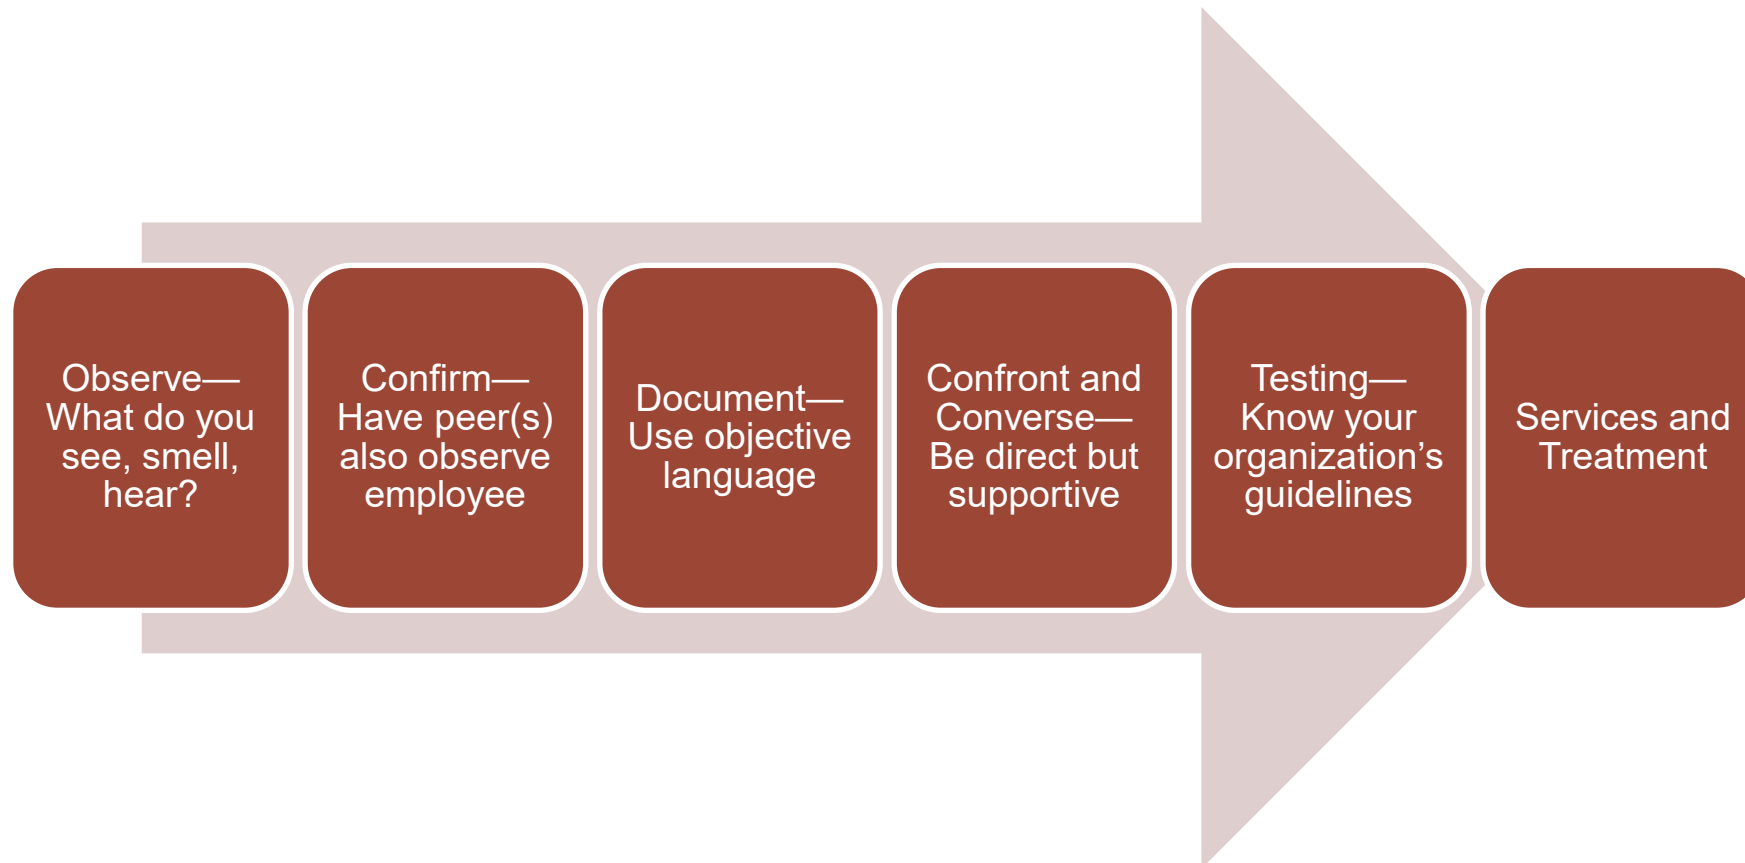 Observe—
What do you
see, smell,
hear?
Confirm—
Have peer(s)
also observe
employee
Document—
Use objective
language
Confront and
Converse—
Be direct but
supportive
Testing—
Know your
organization’s
guidelines
Services and
Treatment